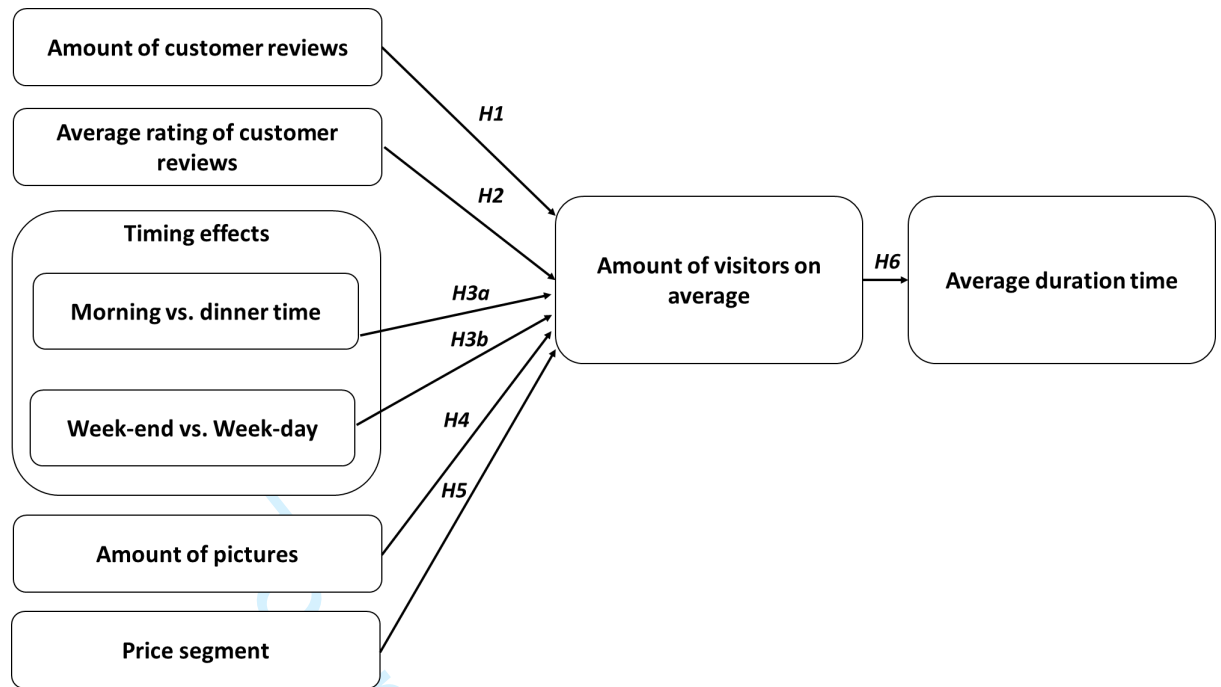 Amount of customer reviews
H1
Average rating of customer
reviews
H2
Timing effects
Morning vs. dinner time
H3a
H3b
Week-end vs. Week-day
H4
H5
Amount of pictures
Price segment
Amount of visitors on
average
H6
Average duration time